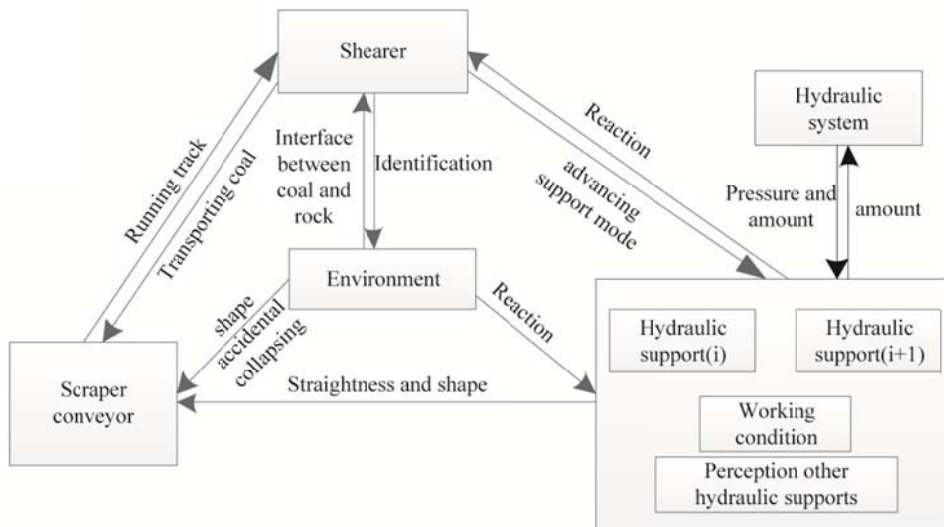 Shearer
Hydraulic
system
Running track
Transporting coal
Interface
between
coal and
rock
Identification
Reaction
advancing
support mode
Pressure and
amount
amount
Environment
shape
accidental
collapsing
Reaction
Hydraulic
support(i)
Hydraulic
support(i+1)
Scraper
conveyor
Straightness and shape
Working
condition
Perception other
hydraulic supports